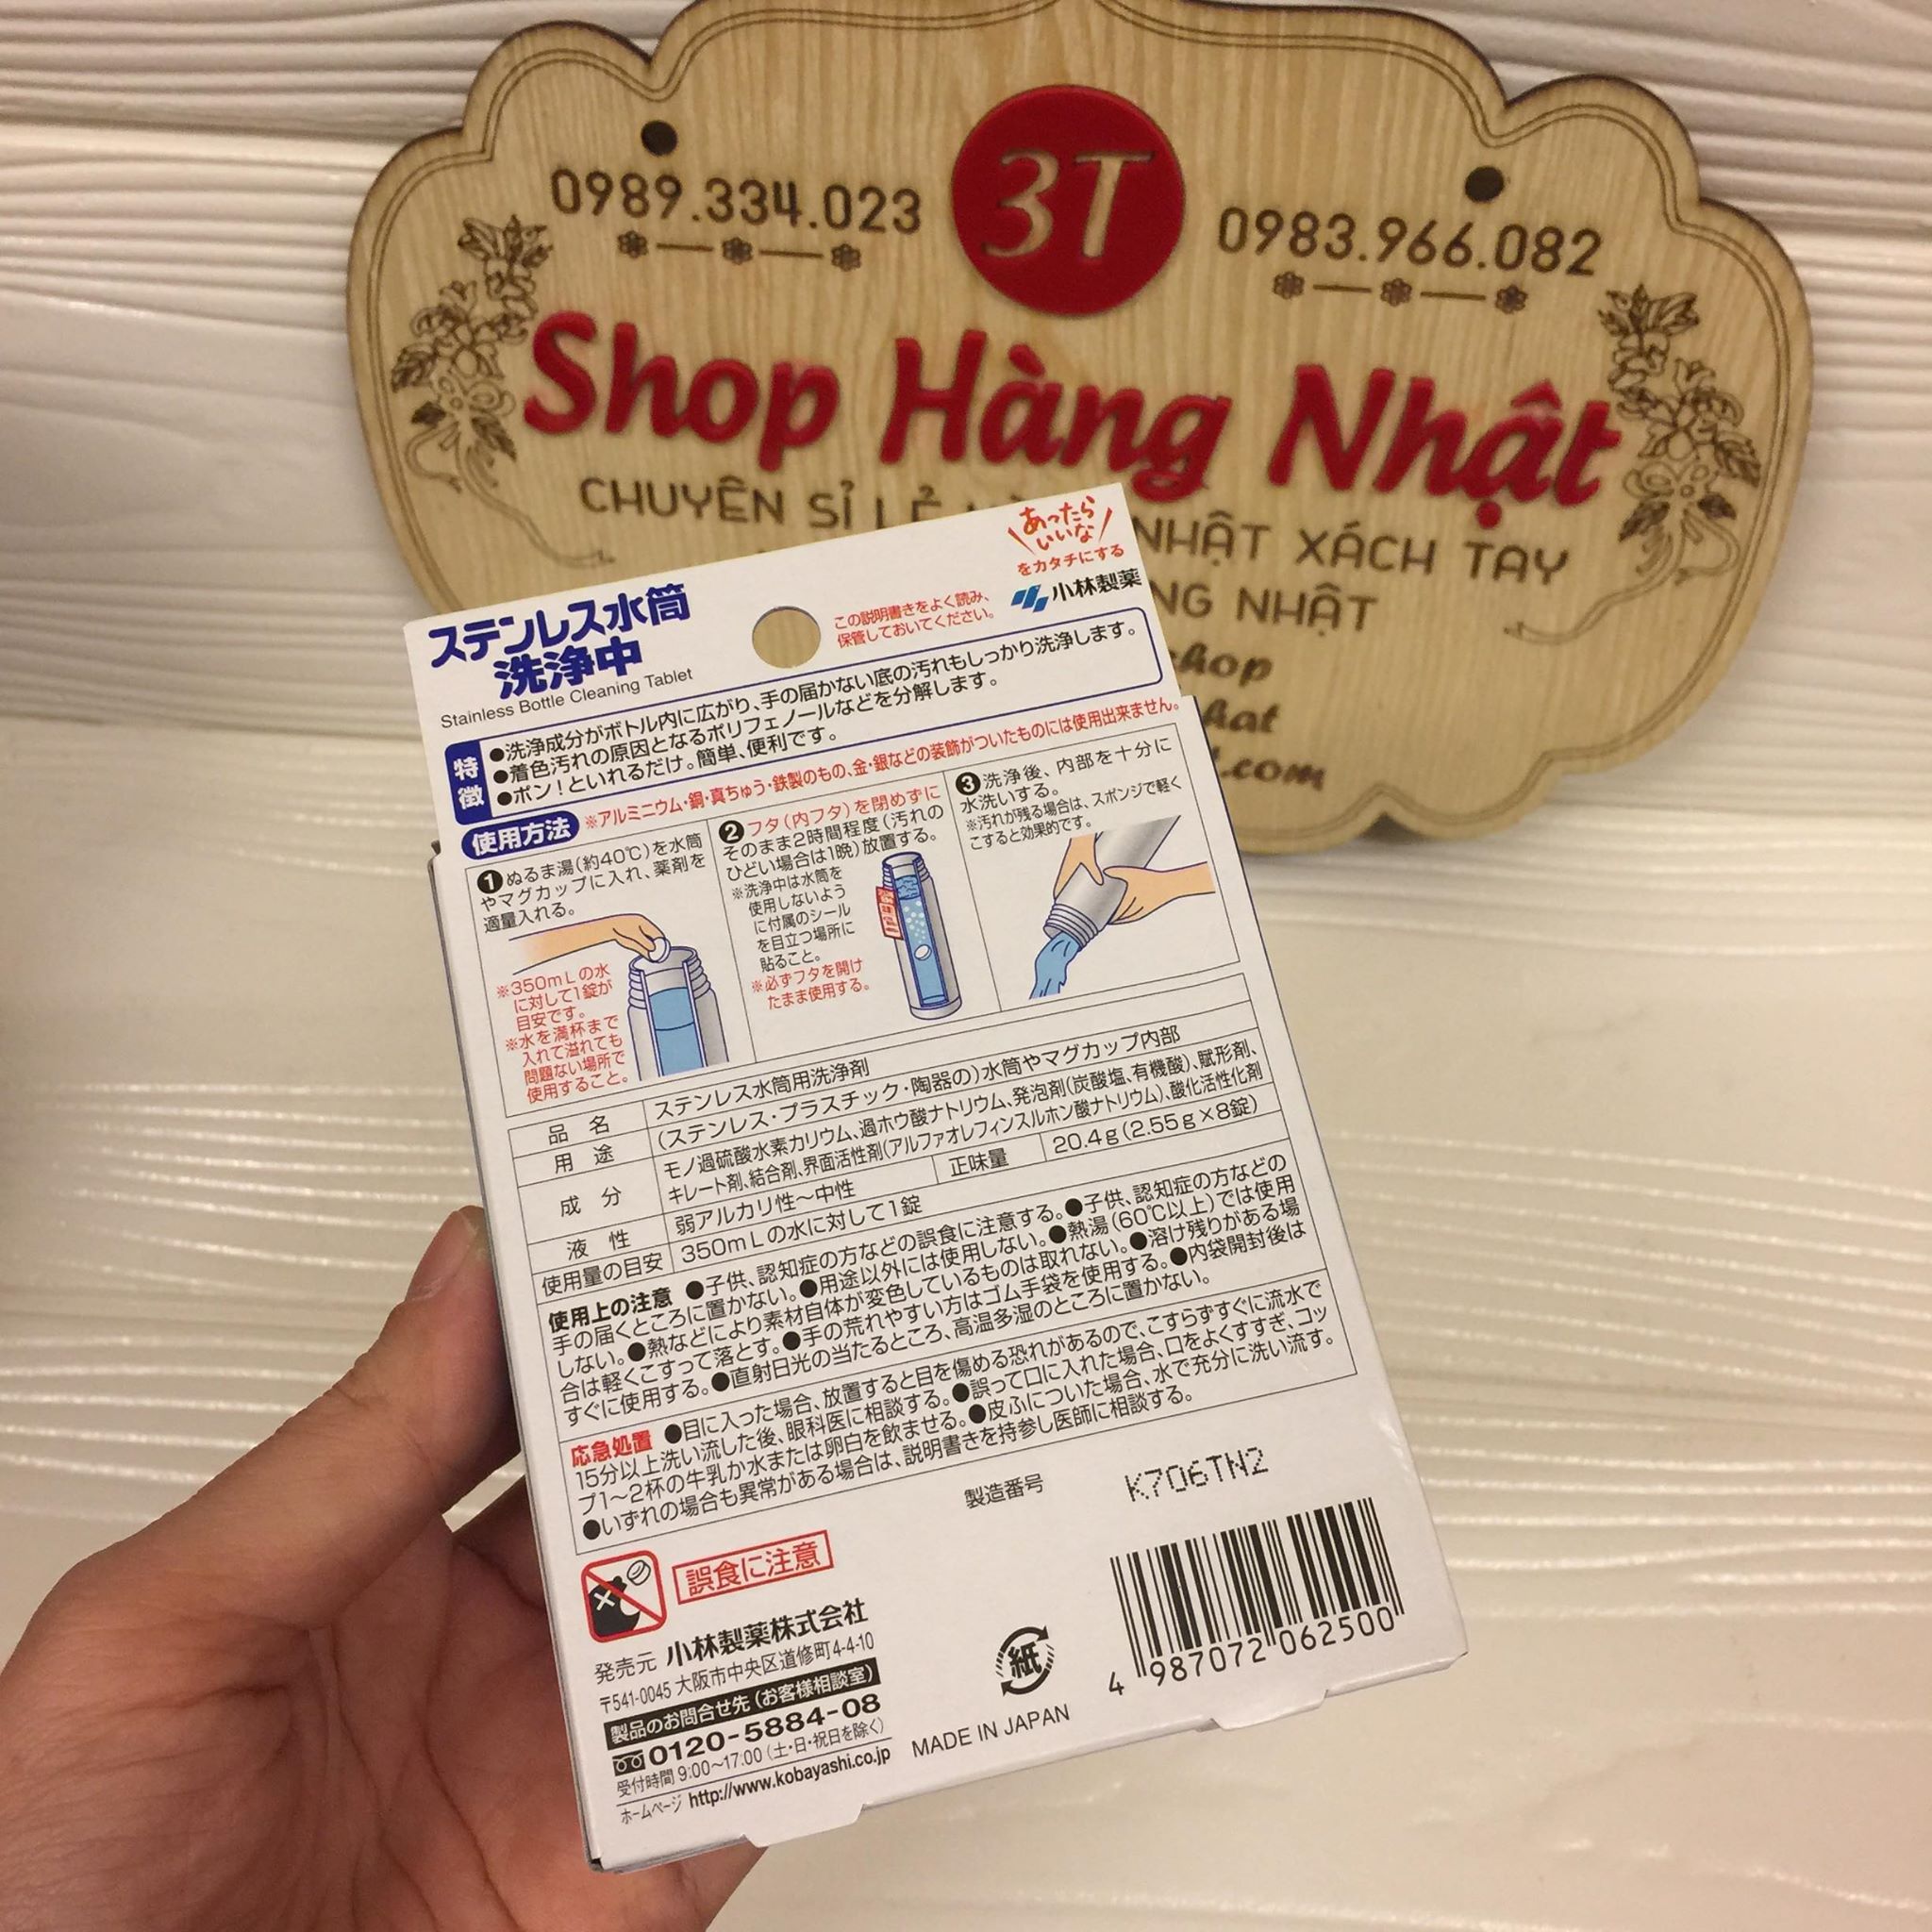 0989.334.023
3T
0983.966.082
Shop Hàng Nhật
CHUYÊN SỈ LẺ
NHẬT XÁCH TAY
NG NHẬT
hop
hat
.com
あったら
いいな
をカタチにする
小林製薬
ステンレス水筒
洗浄中
Stainless Bottle Cleaning Tablet
この説明書きをよく読み、
保管しておいてください。
特徴
●洗浄成分がボトル内に広がり、手の届かない底の汚れもしっかり洗浄します。
●着色汚れの原因となるポリフェノールなどを分解します。
●ポン!といれるだけ。簡単、便利です。
使用方法
※アルミニウム・銅・真ちゅう・鉄製のもの、金・銀などの装飾がついたものには使用出来ません。
❶ぬるま湯(約40℃)を水筒
やマグカップに入れ、薬剤を
適量入れる。
※350mLの水
に対して1錠が
目安です。
※水を満杯まで
入れて溢れても
問題ない場所で
使用すること。
❷フタ(内フタ)を閉めずに
そのまま2時間程度(汚れの
ひどい場合は1晩)放置する。
※洗浄中は水筒を
使用しないよう
に付属のシール
を目立つ場所に
貼ること。
※必ずフタを開け
たまま使用する。
❸洗浄後、内部を十分に
水洗いする。
※汚れが残る場合は、スポンジで軽く
こすると効果的です。
品 名 ステンレス水筒用洗浄剤
用 途 (ステンレス・プラスチック・陶器の)水筒やマグカップ内部
成 分 モノ過硫酸水素カリウム、過ホウ酸ナトリウム、発泡剤(炭酸塩、有機酸)、賦形剤、
キレート剤、結合剤、界面活性剤(アルファオレフィンスルホン酸ナトリウム)、酸化活性化剤
液 性 弱アルカリ性〜中性 正味量 20.4g(2.55g×8錠)
使用量の目安 350mLの水に対して1錠
使用上の注意 ●子供、認知症の方などの誤食に注意する。●子供、認知症の方などの
手の届くところに置かない。●用途以外には使用しない。●熱湯(60℃以上)では使用
しない。●熱などにより素材自体が変色しているものは取れない。●溶け残りがある場
合は軽くこすって落とす。●手の荒れやすい方はゴム手袋を使用する。●内袋開封後は
すぐに使用する。●直射日光の当たるところ、高温多湿のところに置かない。
応急処置 ●目に入った場合、放置すると目を傷める恐れがあるので、こすらずすぐに流水で
15分以上洗い流した後、眼科医に相談する。●誤って口に入れた場合、口をよくすすぎ、コッ
プ1〜2杯の牛乳か水または卵白を飲ませる。●皮ふについた場合、水で充分に洗い流す。
●いずれの場合も異常がある場合は、説明書きを持参し医師に相談する。
製造番号 K706TN2
誤食に注意
発売元 小林製薬株式会社
〒541-0045 大阪市中央区道修町4-4-10
製品のお問合せ先(お客様相談室)
0120-5884-08
受付時間 9:00〜17:00(土・日・祝日を除く)
ホームページ http://www.kobayashi.co.jp
紙
MADE IN JAPAN
4 987072 062500